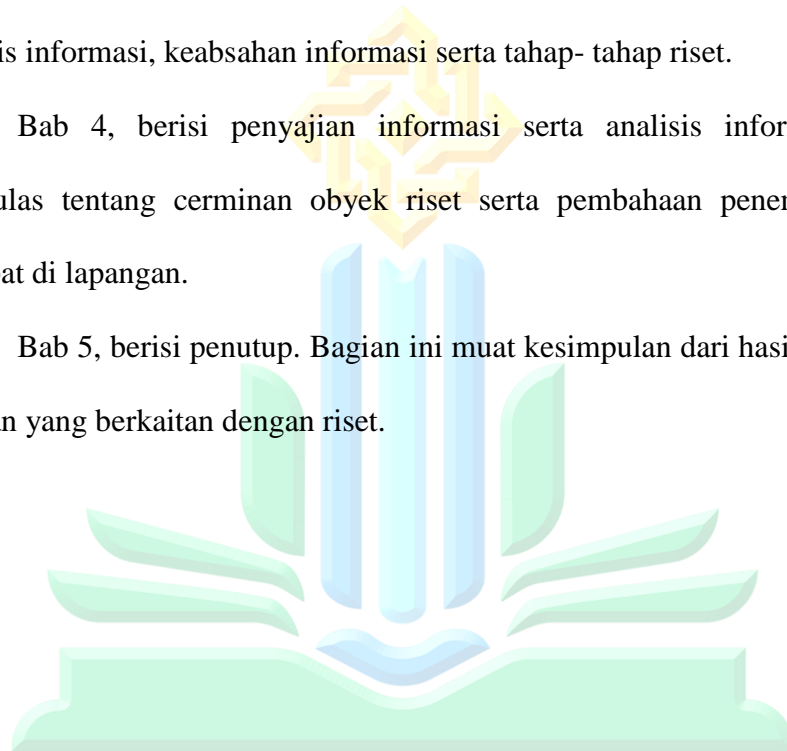 is informasi, keabsahan informasi serta tahap- tahap riset.
Bab 4, berisi penyajian informasi serta analisis infor
ulas tentang cerminan obyek riset serta pembahaan pener
at di lapangan.
Bab 5, berisi penutup. Bagian ini muat kesimpulan dari hasi
n yang berkaitan dengan riset.